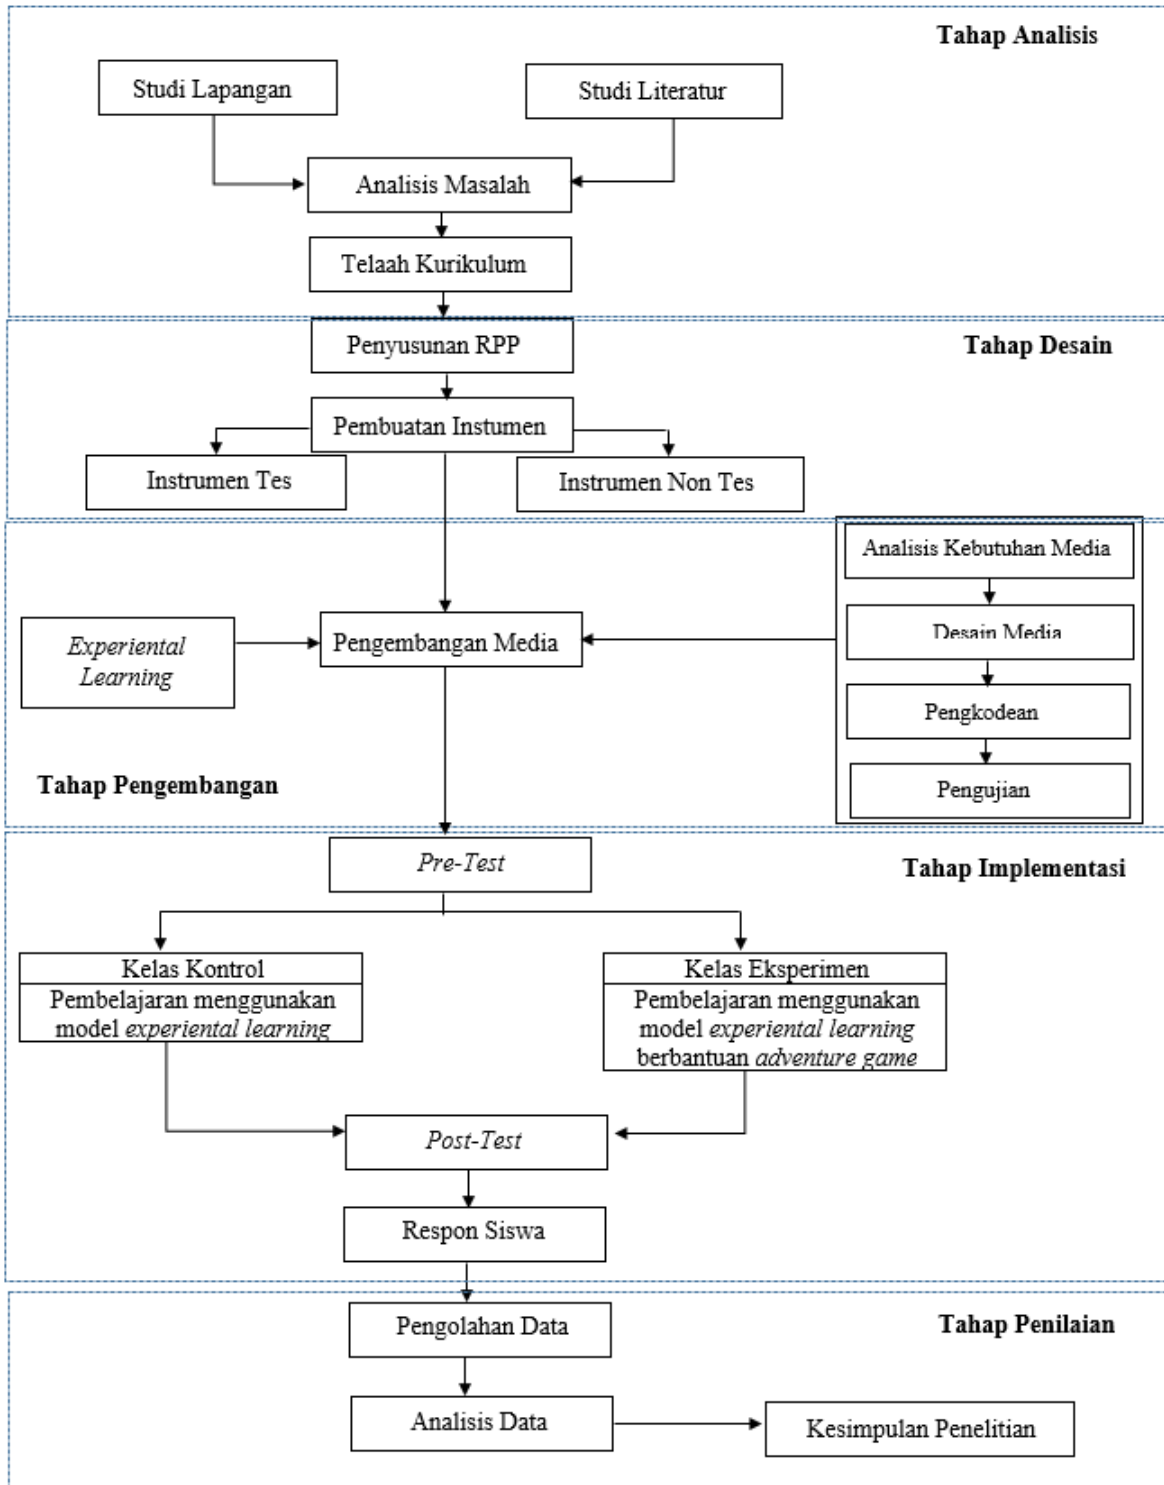 Tahap Analisis
Studi Lapangan
Studi Literatur
Analisis Masalah
Telaah Kurikulum
Penyusunan RPP
Tahap Desain
Pembuatan Instumen
Instrumen Tes
Instrumen Non Tes
Analisis Kebutuhan Media
Experiental
Learning
Pengembangan Media
Desain Media
Pengkodean
Tahap Pengembangan
Pengujian
Pre-Test
Tahap Implementasi
Kelas Kontrol
Pembelajaran menggunakan
model experiental learning
Kelas Eksperimen
Pembelajaran menggunakan
model experiental learning
berbantuan adventure game
Post-Test
Respon Siswa
Pengolahan Data
Tahap Penilaian
Analisis Data
Kesimpulan Penelitian